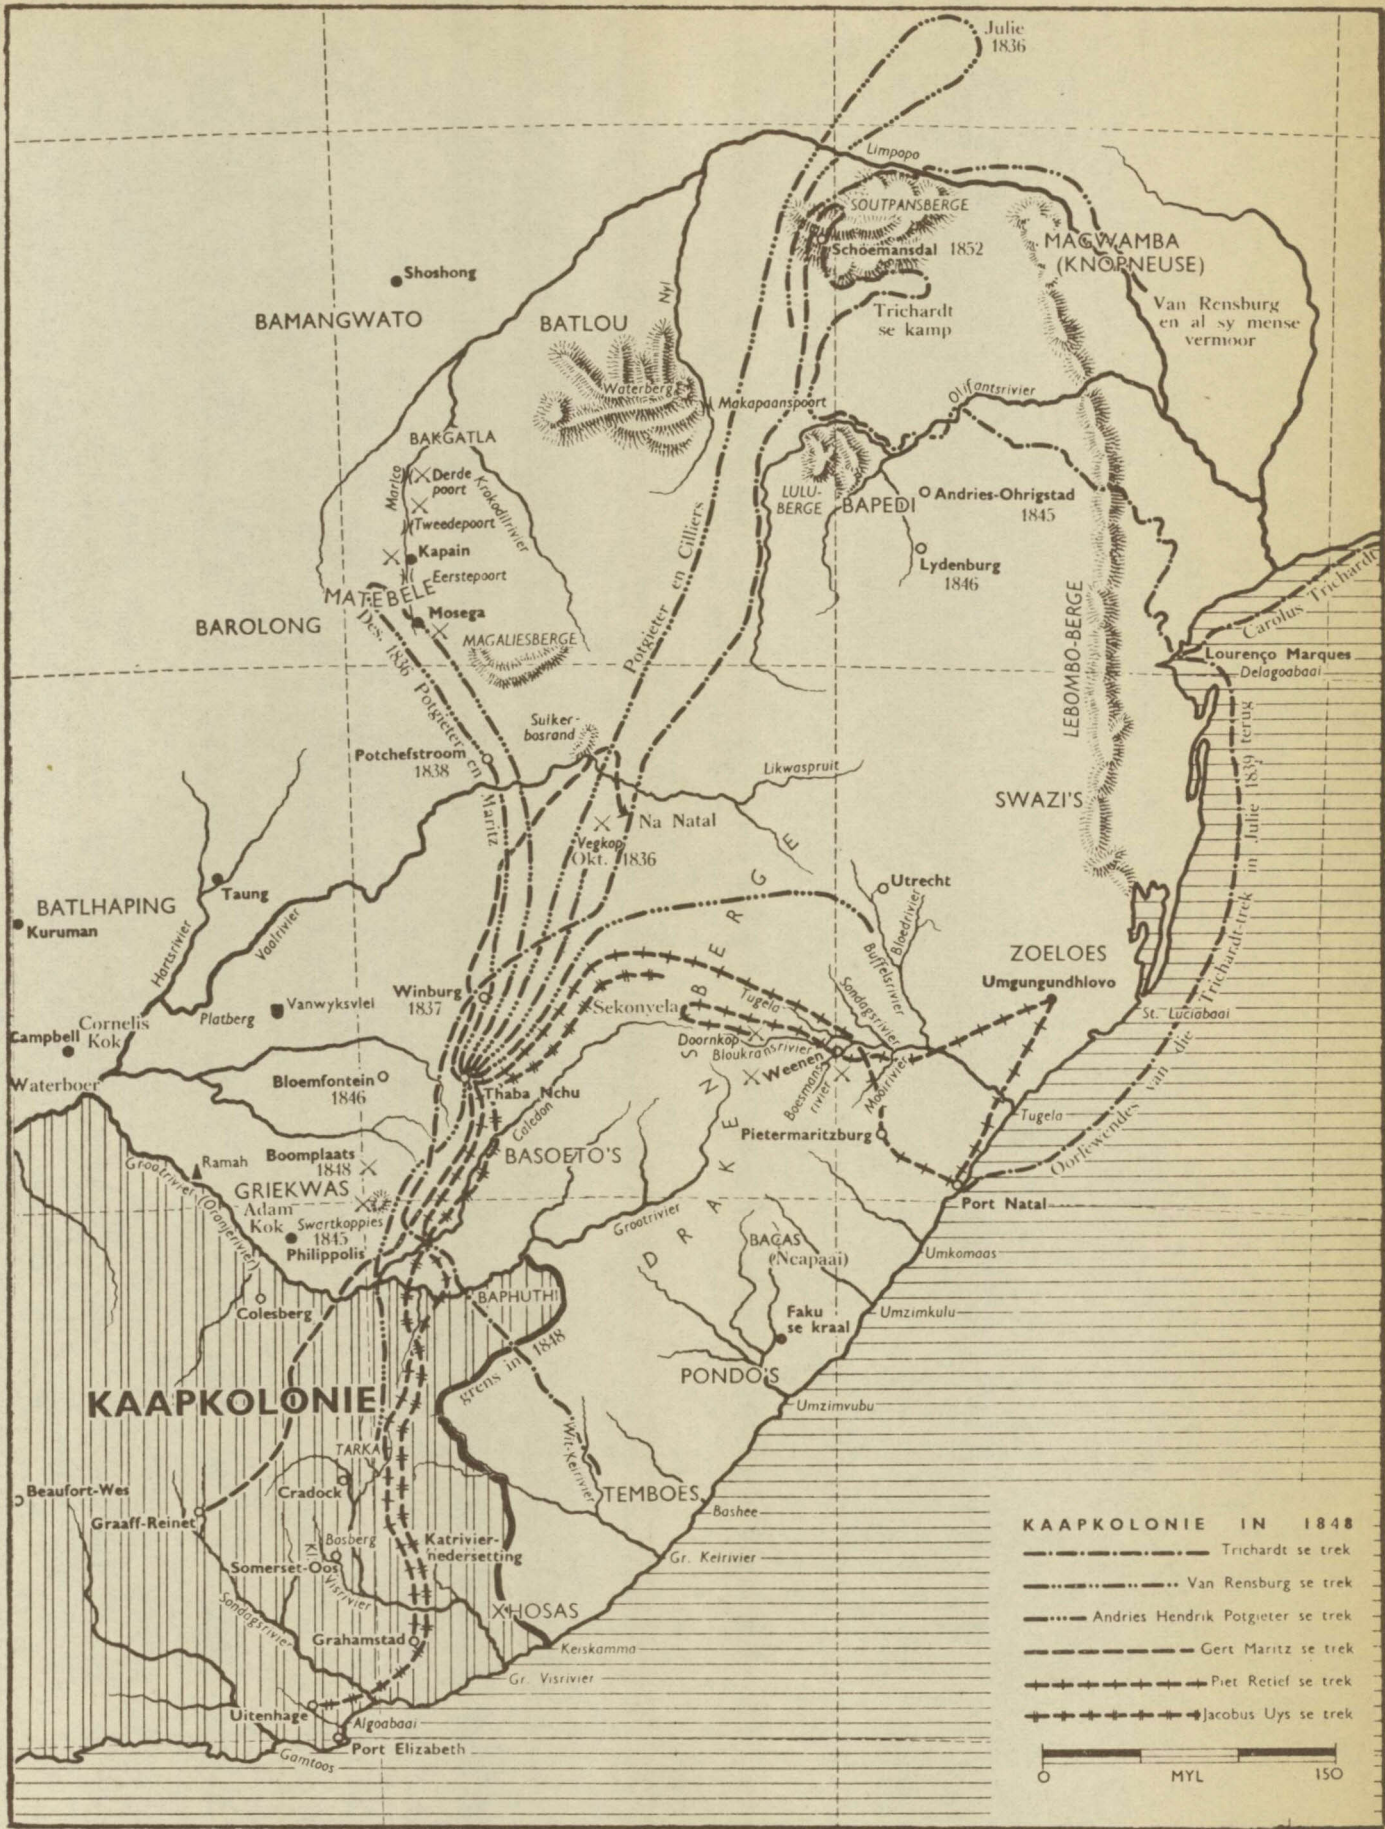 Julie
1836
Limpopo
SOUTPANSBERGE
Schoemansdal 1852
MAGWAMBA
(KNOPNEUSE)
Shoshong
Nyl
Trichardt
se kamp
Van Rensburg
en al sy mense
vermoor
BAMANGWATO
BATLOU
Waterberg
Makapaanspoort
Olifantsrivier
BAKGATLA
Marico
Derde
poort
Krokodilrivier
Tweedepoort
LULU-
BERGE
BAPEDI
Andries-Ohrigstad
1845
Kapain
Eerstepoort
Lydenburg
1846
MATEBELE
Mosega
BAROLONG
MAGALIESBERGE
Des. 1836 Potgieter en Maritz
Potgieter en Cilliers
LEBOMBO-BERGE
Carolus Trichardt
Lourenço Marques
Delagoabaai
Suiker-
bosrand
Potchefstroom
1838
Likwaspruit
SWAZI'S
Na Natal
Vegkop
Okt. 1836
Taung
BATLHAPING
Kuruman
Hartsrivier
Vaalrivier
Utrecht
Bloedrivier
Buffelsrivier
ZOELOES
Umgungundhlovo
Winburg
1837
Vanwyksvlei
Platberg
Sekonyela
Tugela
Sondagsrivier
St. Luciabaai
Campbell
Cornelis
Kok
Doornkop
Bloukransrivier
Weenen
Waterboer
Bloemfontein
1846
Thaba Nchu
Boesmans
rivier
Mooirivier
Tugela
Oorlewendes van die Trichardt-trek in Julie 1839 terug
Caledon
Pietermaritzburg
DRAKENSBERGE
Grootrivier (Oranjerivier)
Ramah
Boomplaats
1848
BASOETO'S
GRIEKWAS
Adam
Kok
Swartkoppies
1845
Philippolis
Grootrivier
Port Natal
BACAS
(Ncapaai)
Umkomaas
Colesberg
BAPHUTHI
Faku
se kraal
Umzimkulu
grens in 1848
KAAPKOLONIE
PONDO'S
Umzimvubu
TARKA
Wit-Keirivier
Beaufort-Wes
Cradock
TEMBOES
Bashee
Graaff-Reinet
Bosberg
Katrivier-
nedersetting
Gr. Keirivier
Somerset-Oos
Kl. Visrivier
Sondagsrivier
XHOSAS
Grahamstad
Keiskamma
Gr. Visrivier
Uitenhage
Algoabaai
Port Elizabeth
Gamtoos
KAAPKOLONIE IN 1848
Trichardt se trek
Van Rensburg se trek
Andries Hendrik Potgieter se trek
Gert Maritz se trek
Piet Retief se trek
Jacobus Uys se trek
0 MYL 150